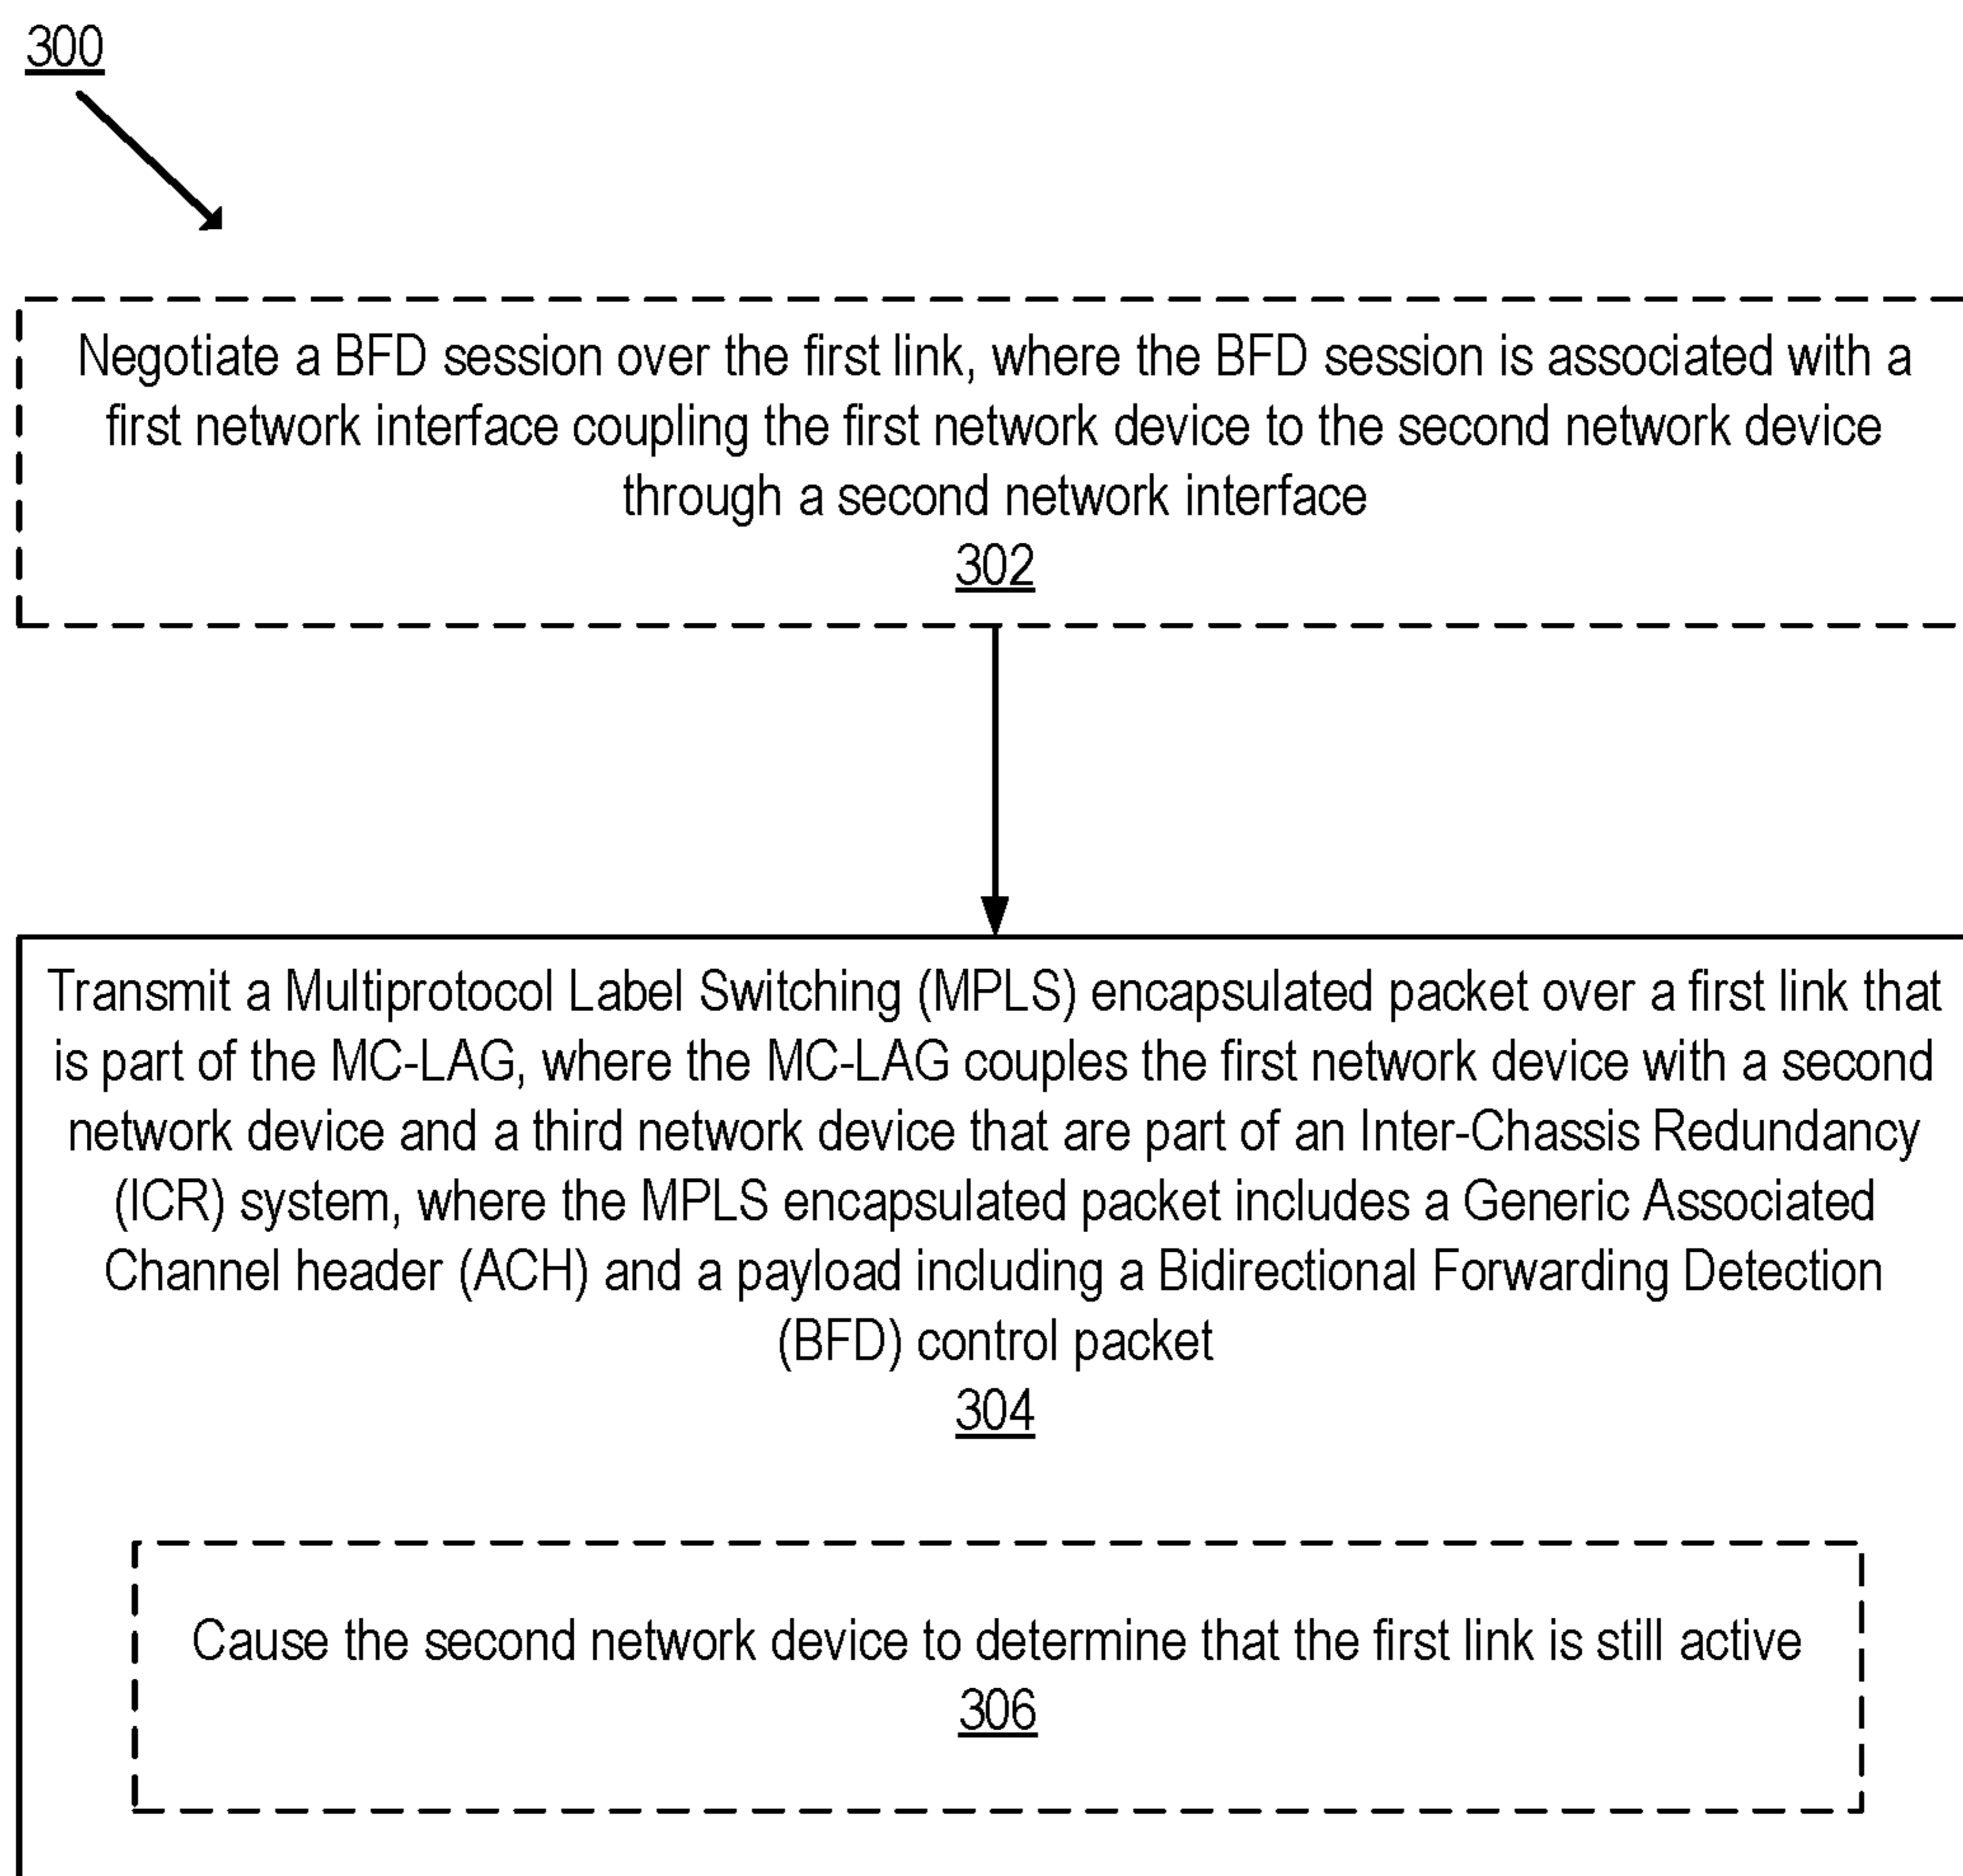 300
Negotiate a BFD session over the first link, where the BFD session is associated with a
first network interface coupling the first network device to the second network device
through a second network interface
302
Transmit a Multiprotocol Label Switching (MPLS) encapsulated packet over a first link that
is part of the MC-LAG, where the MC-LAG couples the first network device with a second
network device and a third network device that are part of an Inter-Chassis Redundancy
(ICR) system, where the MPLS encapsulated packet includes a Generic Associated
Channel header (ACH) and a payload including a Bidirectional Forwarding Detection
(BFD) control packet
304
Cause the second network device to determine that the first link is still active
306